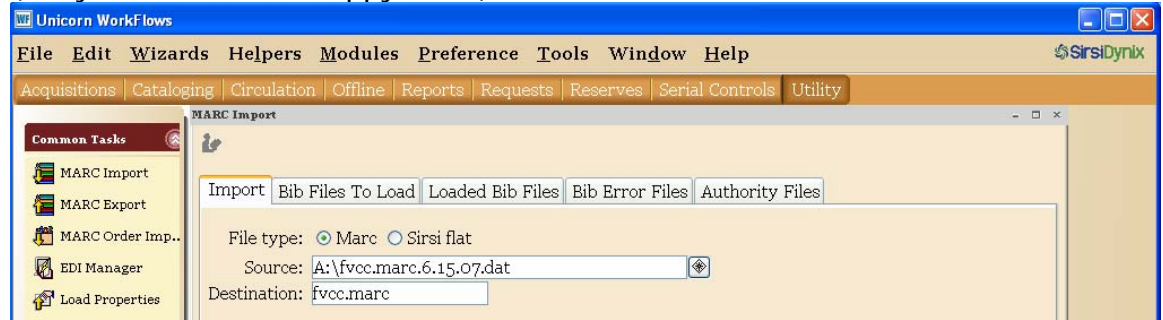 Unicorn WorkFlows
File Edit Wizards Helpers Modules Preference Tools Window Help
SirsiDynix
Acquisitions Cataloging Circulation Offline Reports Requests Reserves Serial Controls Utility
MARC Import
Common Tasks
MARC Import
MARC Export
MARC Order Imp..
EDI Manager
Load Properties
Import Bib Files To Load Loaded Bib Files Bib Error Files Authority Files
File type: Marc Sirsi flat
Source: A:\fvcc.marc.6.15.07.dat
Destination: fvcc.marc